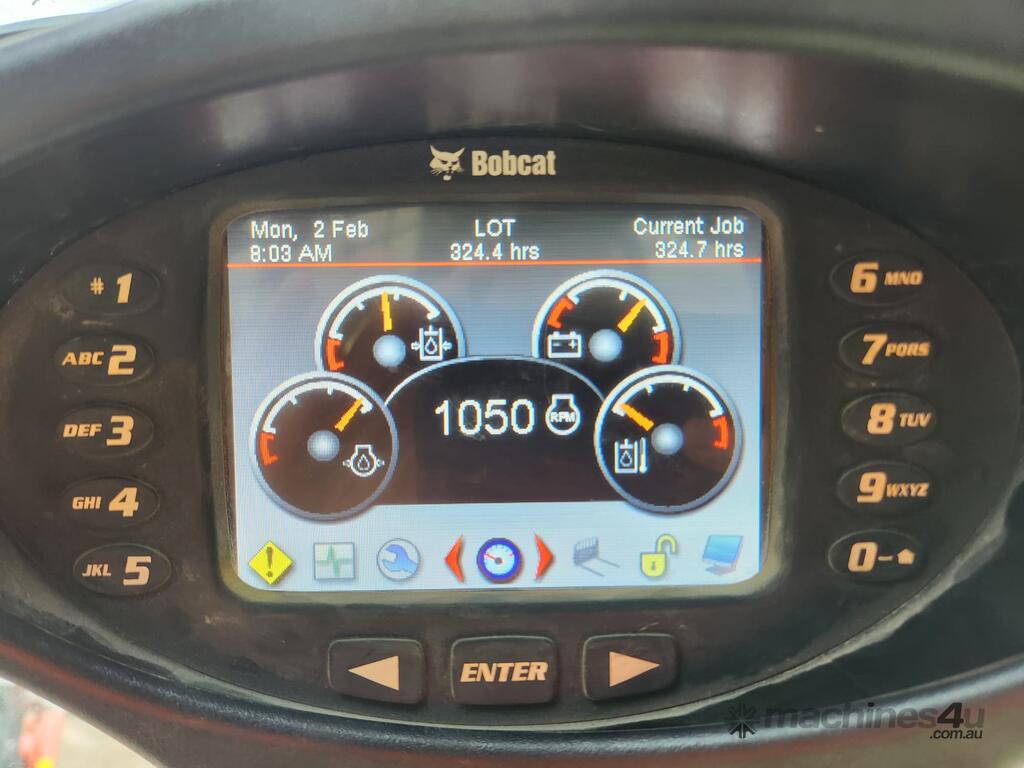 Bobcat
Mon, 2 Feb
8:03 AM
LOT
324.4 hrs
Current Job
324.7 hrs
1050 RPM
# 1
ABC 2
DEF 3
GHI 4
JKL 5
6 MNO
7 PQRS
8 TUV
9 WXYZ
0-
ENTER
machines4u
.com.au